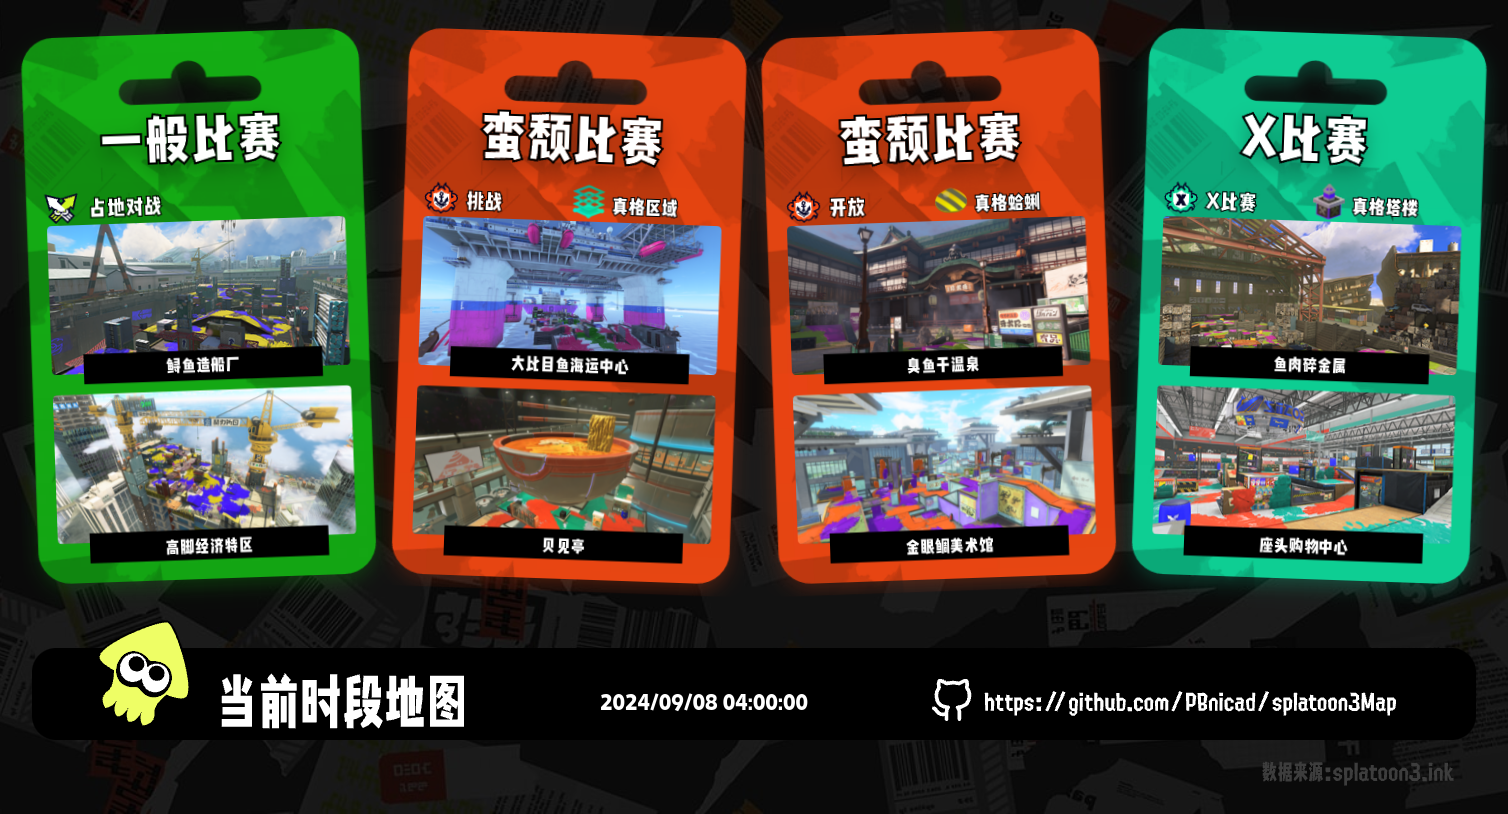 一般比赛
占地对战
鲟鱼造船厂
高脚经济特区
蛮颓比赛
挑战
真格区域
大比目鱼海运中心
贝见亭
蛮颓比赛
开放
真格蛤蜊
臭鱼干温泉
金眼鲷美术馆
X比赛
X比赛
真格塔楼
鱼肉碎金属
座头购物中心
当前时段地图
2024/09/08 04:00:00
https://github.com/PBnicad/splatoon3Map
数据来源:splatoon3.ink